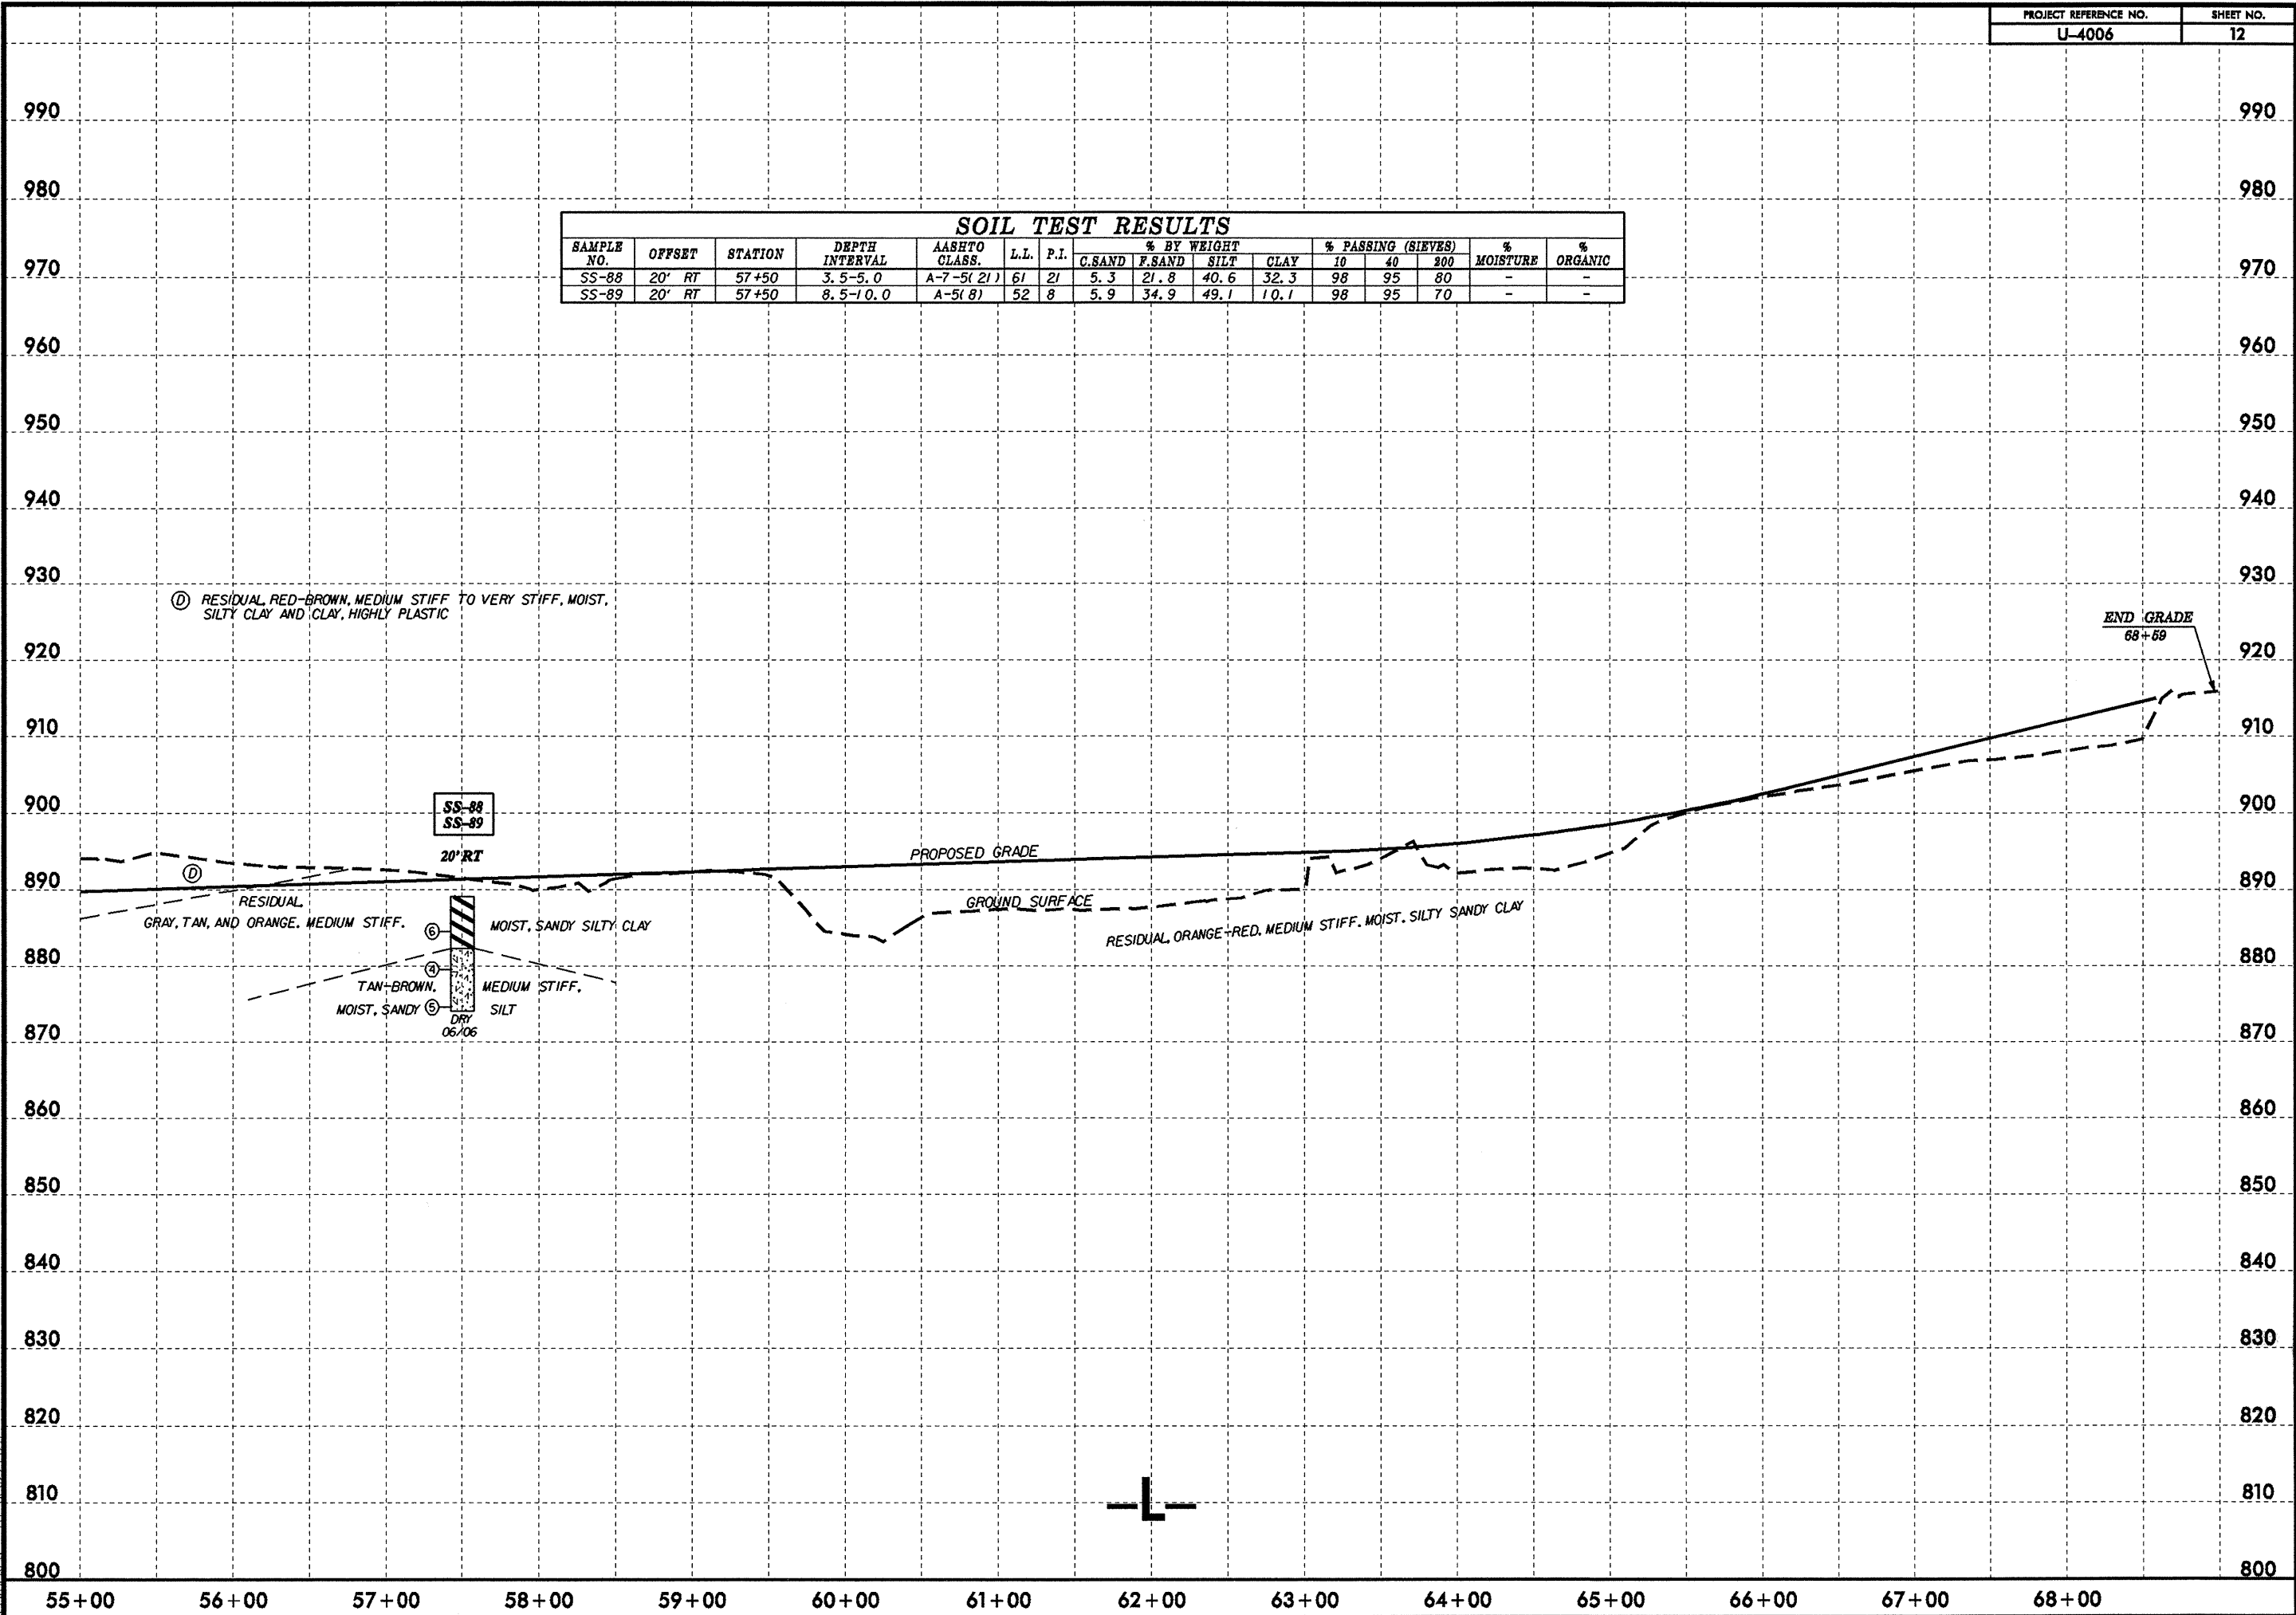 PROJECT REFERENCE NO. SHEET NO.
U-4006 12
990 990
980 980
SOIL TEST RESULTS
SAMPLE NO. OFFSET STATION DEPTH INTERVAL AASHTO CLASS. L.L. P.I. % BY WEIGHT % PASSING (SIEVES) % MOISTURE % ORGANIC
C.SAND F.SAND SILT CLAY 10 40 200
SS-88 20' RT 57+50 3.5-5.0 A-7-5(21) 61 21 5.3 21.8 40.6 32.3 98 95 80 - -
SS-89 20' RT 57+50 8.5-10.0 A-5(8) 52 8 5.9 34.9 49.1 10.1 98 95 70 - -
970 970
960 960
950 950
940 940
930 930
D RESIDUAL, RED-BROWN, MEDIUM STIFF TO VERY STIFF, MOIST,
SILTY CLAY AND CLAY, HIGHLY PLASTIC
END GRADE
68+59
920 920
910 910
900 900
SS-88
SS-89
20' RT
PROPOSED GRADE
D
890 890
RESIDUAL,
GROUND SURFACE
GRAY, TAN, AND ORANGE, MEDIUM STIFF,
MOIST, SANDY SILTY CLAY
6
RESIDUAL, ORANGE-RED, MEDIUM STIFF, MOIST, SILTY SANDY CLAY
880 880
4
TAN-BROWN, MEDIUM STIFF,
MOIST, SANDY 5 SILT
DRY
06/06
870 870
860 860
850 850
840 840
830 830
820 820
810 810
-L-
800 800
55+00 56+00 57+00 58+00 59+00 60+00 61+00 62+00 63+00 64+00 65+00 66+00 67+00 68+00